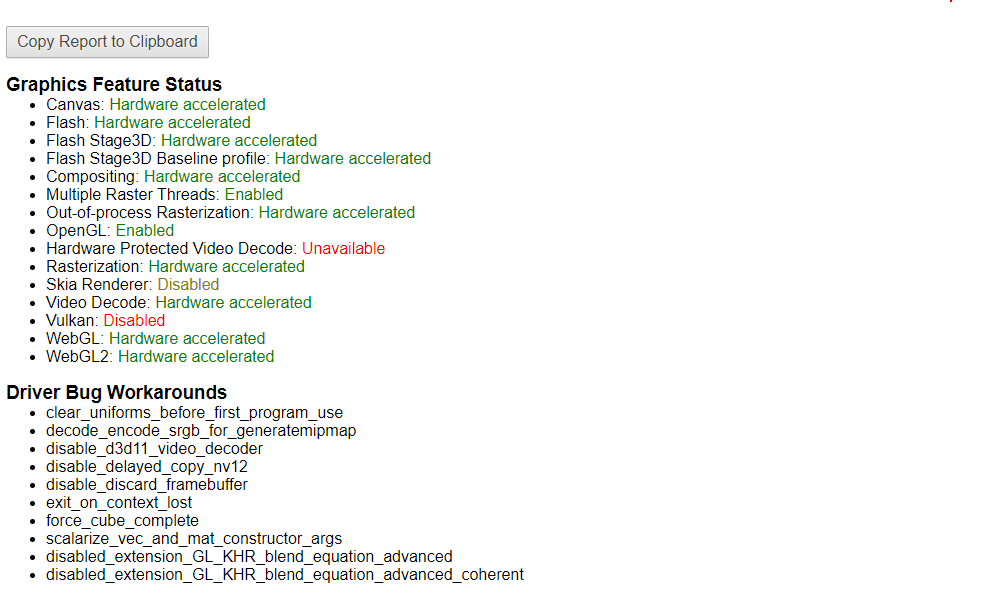 Copy Report to Clipboard
Graphics Feature Status
Canvas: Hardware accelerated
Flash: Hardware accelerated
Flash Stage3D: Hardware accelerated
Flash Stage3D Baseline profile: Hardware accelerated
Compositing: Hardware accelerated
Multiple Raster Threads: Enabled
Out-of-process Rasterization: Hardware accelerated
OpenGL: Enabled
Hardware Protected Video Decode: Unavailable
Rasterization: Hardware accelerated
Skia Renderer: Disabled
Video Decode: Hardware accelerated
Vulkan: Disabled
WebGL: Hardware accelerated
WebGL2: Hardware accelerated
Driver Bug Workarounds
clear_uniforms_before_first_program_use
decode_encode_srgb_for_generatemipmap
disable_d3d11_video_decoder
disable_delayed_copy_nv12
disable_discard_framebuffer
exit_on_context_lost
force_cube_complete
scalarize_vec_and_mat_constructor_args
disabled_extension_GL_KHR_blend_equation_advanced
disabled_extension_GL_KHR_blend_equation_advanced_coherent